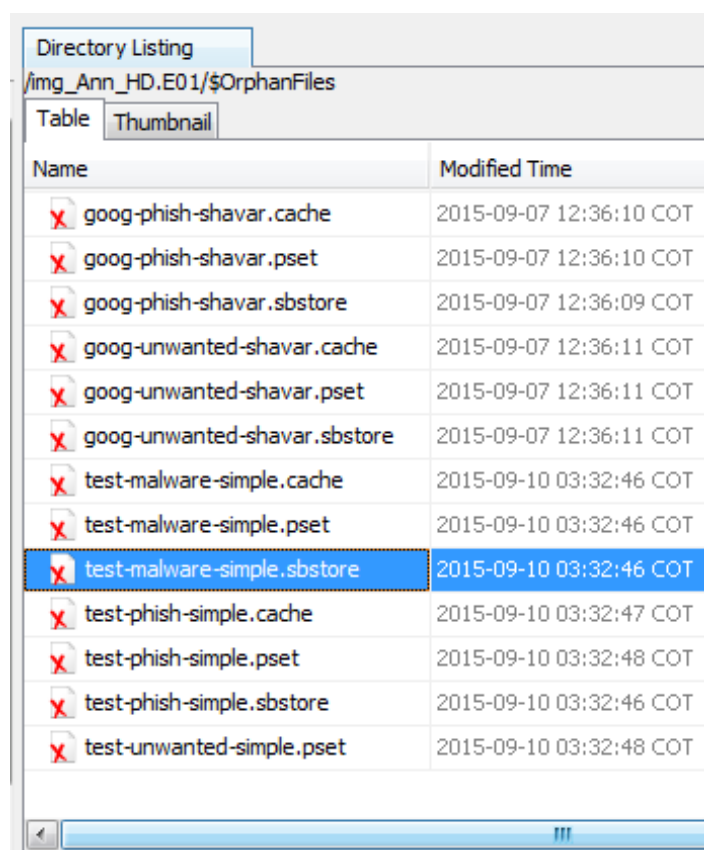 Directory Listing
/img_Ann_HD.E01/$OrphanFiles
Table Thumbnail
Name Modified Time
goog-phish-shavar.cache 2015-09-07 12:36:10 COT
goog-phish-shavar.pset 2015-09-07 12:36:10 COT
goog-phish-shavar.sbstore 2015-09-07 12:36:09 COT
goog-unwanted-shavar.cache 2015-09-07 12:36:11 COT
goog-unwanted-shavar.pset 2015-09-07 12:36:11 COT
goog-unwanted-shavar.sbstore 2015-09-07 12:36:11 COT
test-malware-simple.cache 2015-09-10 03:32:46 COT
test-malware-simple.pset 2015-09-10 03:32:46 COT
test-malware-simple.sbstore 2015-09-10 03:32:46 COT
test-phish-simple.cache 2015-09-10 03:32:47 COT
test-phish-simple.pset 2015-09-10 03:32:48 COT
test-phish-simple.sbstore 2015-09-10 03:32:46 COT
test-unwanted-simple.pset 2015-09-10 03:32:48 COT